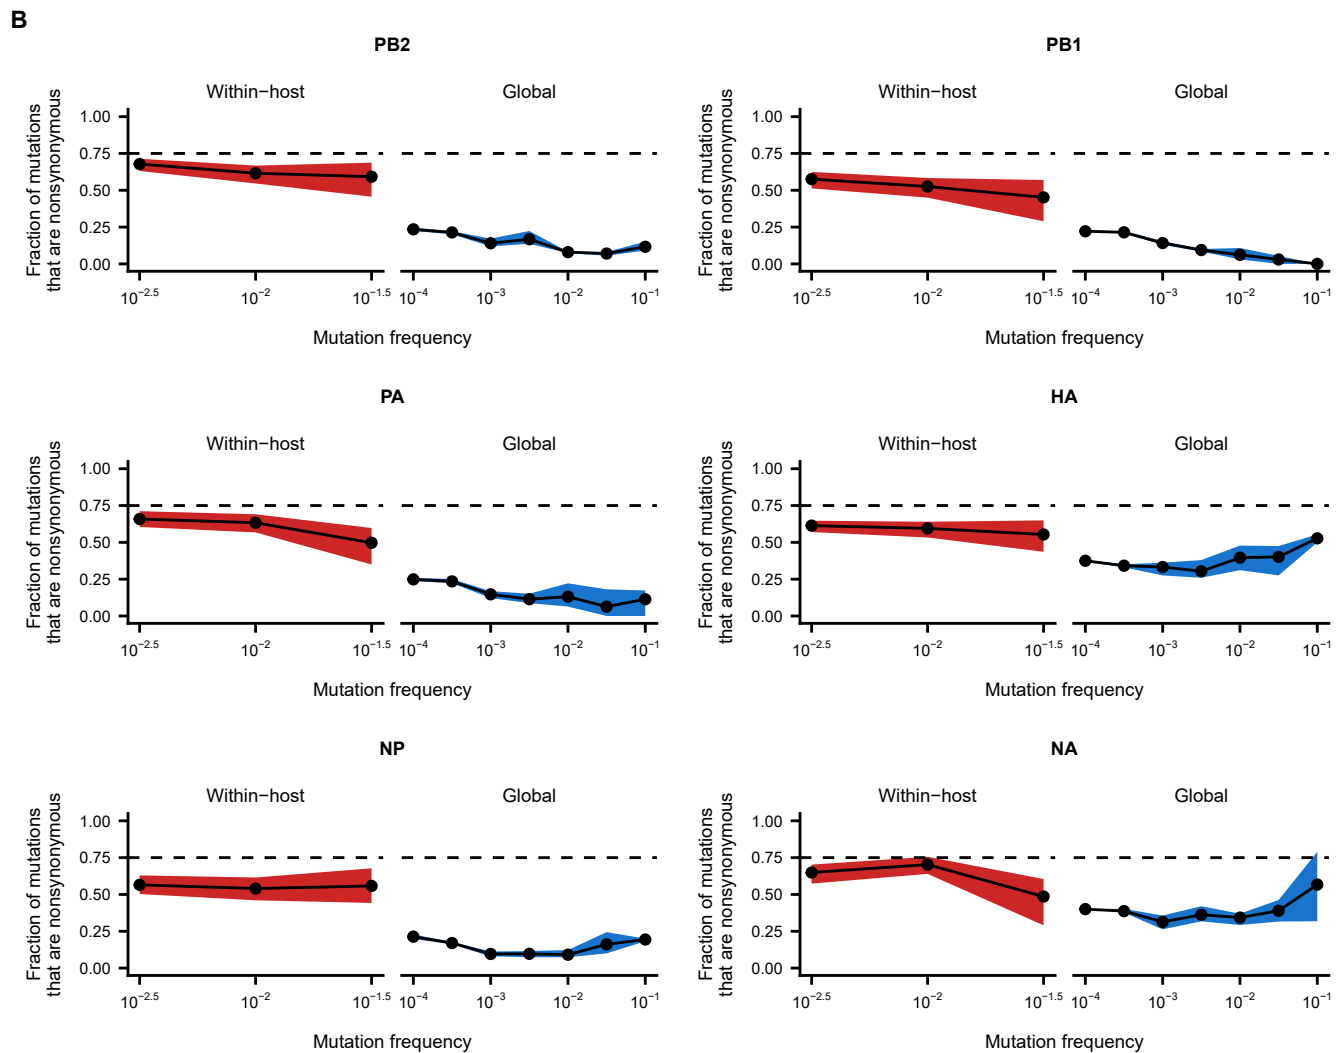 B
PB2
Within−host
Global
Fraction of mutations
that are nonsynonymous
1.00
0.75
0.50
0.25
0.00
10−2.5
10−2
10−1.5
10−4
10−3
10−2
10−1
Mutation frequency
PB1
Within−host
Global
Fraction of mutations
that are nonsynonymous
1.00
0.75
0.50
0.25
0.00
10−2.5
10−2
10−1.5
10−4
10−3
10−2
10−1
Mutation frequency
PA
Within−host
Global
Fraction of mutations
that are nonsynonymous
1.00
0.75
0.50
0.25
0.00
10−2.5
10−2
10−1.5
10−4
10−3
10−2
10−1
Mutation frequency
HA
Within−host
Global
Fraction of mutations
that are nonsynonymous
1.00
0.75
0.50
0.25
0.00
10−2.5
10−2
10−1.5
10−4
10−3
10−2
10−1
Mutation frequency
NP
Within−host
Global
Fraction of mutations
that are nonsynonymous
1.00
0.75
0.50
0.25
0.00
10−2.5
10−2
10−1.5
10−4
10−3
10−2
10−1
Mutation frequency
NA
Within−host
Global
Fraction of mutations
that are nonsynonymous
1.00
0.75
0.50
0.25
0.00
10−2.5
10−2
10−1.5
10−4
10−3
10−2
10−1
Mutation frequency